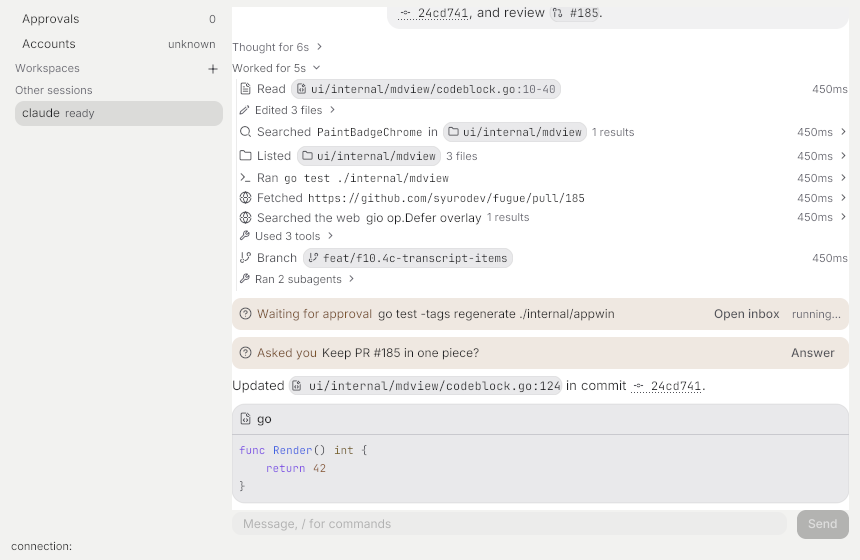 Approvals 0
Accounts unknown
Workspaces +
Other sessions
claude ready
connection:
24cd741, and review #185.
Thought for 6s
Worked for 5s
Read ui/internal/mdview/codeblock.go:10-40 450ms
Edited 3 files
Searched PaintBadgeChrome in ui/internal/mdview 1 results 450ms
Listed ui/internal/mdview 3 files 450ms
Ran go test ./internal/mdview 450ms
Fetched https://github.com/syurodev/fugue/pull/185 450ms
Searched the web gio op.Defer overlay 1 results 450ms
Used 3 tools
Branch feat/f10.4c-transcript-items 450ms
Ran 2 subagents
Waiting for approval go test -tags regenerate ./internal/appwin Open inbox running...
Asked you Keep PR #185 in one piece? Answer
Updated ui/internal/mdview/codeblock.go:124 in commit 24cd741.
go
func Render() int {
    return 42
}
Message, / for commands Send